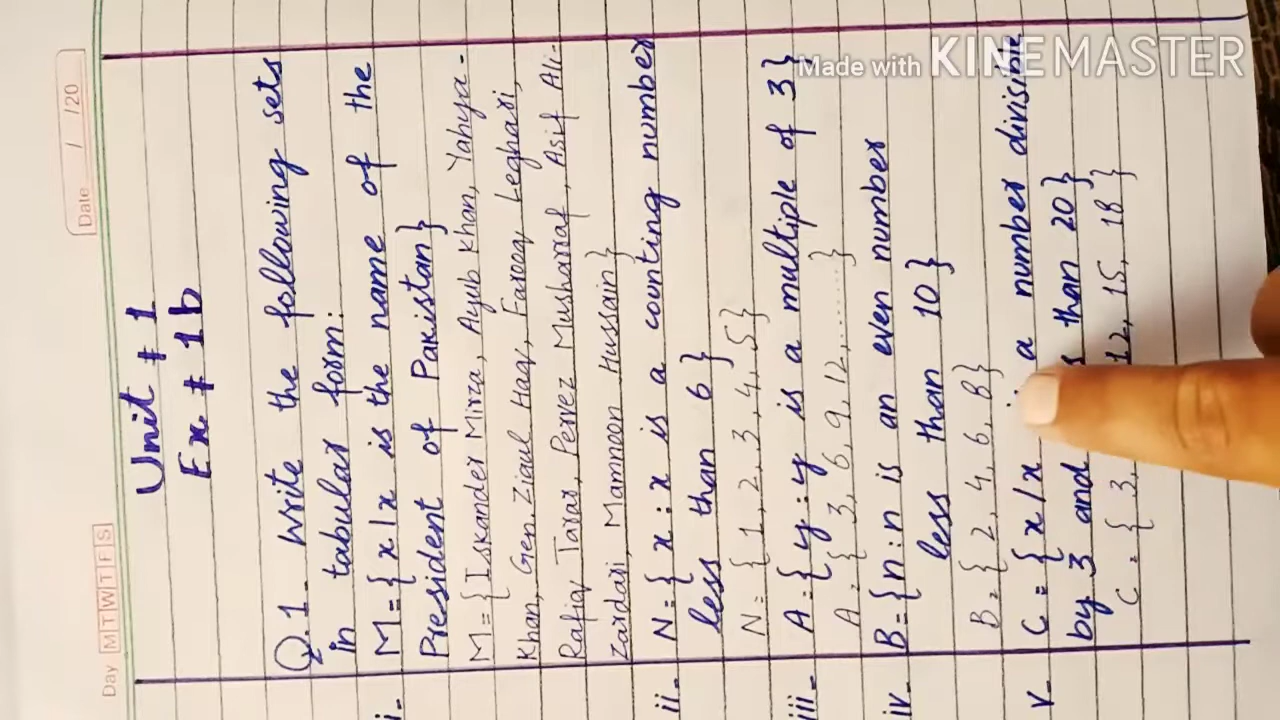 Made with KINEMASTER
Day M T W T F S
Date / /20
Unit # 1
Ex # 1b
Q.1- Write the following sets
in tabular form:
i- M={x/x is the name of the
President of Pakistan}
M={Iskander Mirza, Ayub Khan, Yahya-
Khan, Gen. Ziaul Haq, Farooq Leghari,
Rafiq Tarar, Pervez Musharraf, Asif Ali-
Zardari, Mamnoon Hussain}
ii- N={x:x is a counting number
less than 6}
N={1,2,3,4,5}
iii- A={y:y is a multiple of 3}
A={3,6,9,12,.......}
iv- B={n:n is an even number
less than 10}
B={2,4,6,8}
v- C={x/x a number divisible
by 3 and than 20}
C={3, 12, 15, 18}